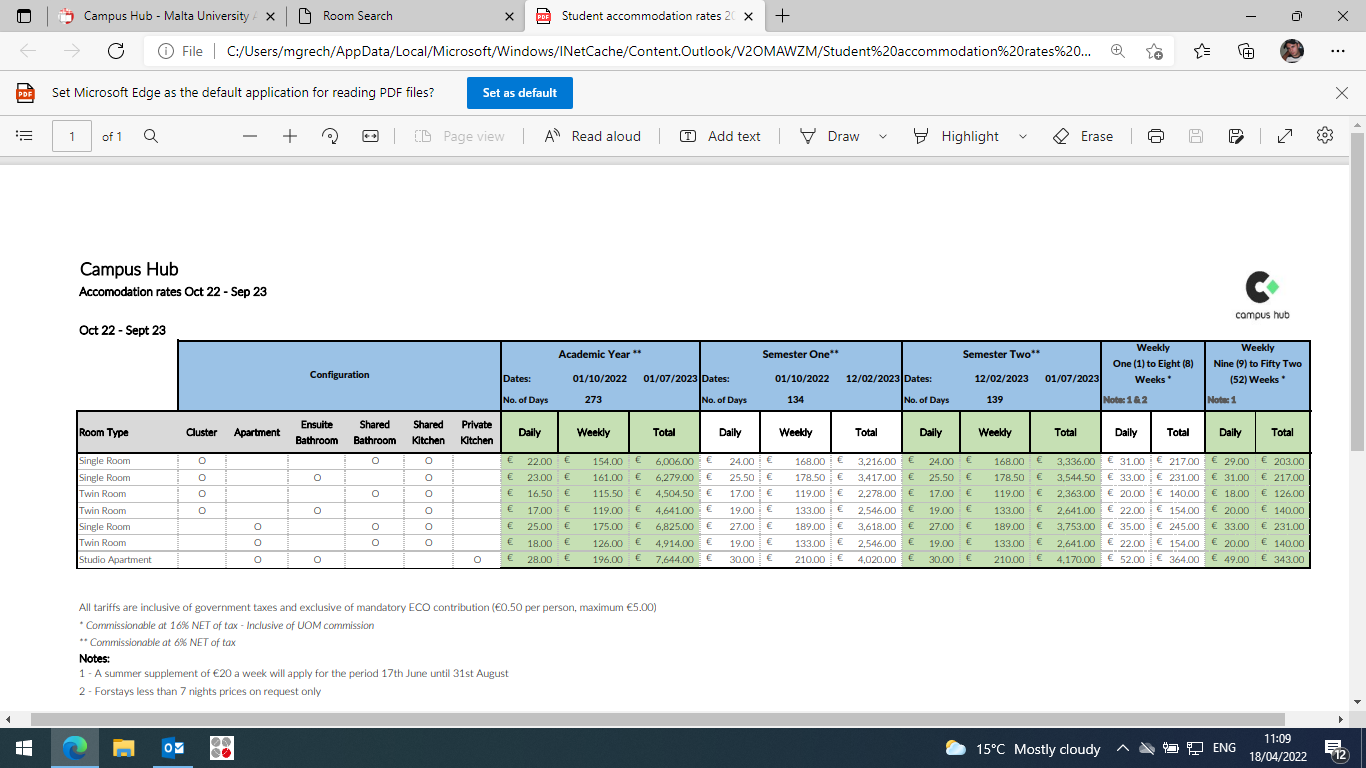 Campus Hub - Malta University A
Room Search
Student accommodation rates 20
File
C:/Users/mgrech/AppData/Local/Microsoft/Windows/INetCache/Content.Outlook/V2OMAWZM/Student%20accommodation%20rates%20...
Set Microsoft Edge as the default application for reading PDF files?
Set as default
1 of 1
Page view
Read aloud
Add text
Draw
Highlight
Erase
Campus Hub
Accomodation rates Oct 22 - Sep 23
campus hub
Oct 22 - Sept 23
Configuration
Academic Year **
Dates: 01/10/2022 01/07/2023
No. of Days 273
Semester One**
Dates: 01/10/2022 12/02/2023
No. of Days 134
Semester Two**
Dates: 12/02/2023 01/07/2023
No. of Days 139
Weekly
One (1) to Eight (8)
Weeks *
Note: 1 & 2
Weekly
Nine (9) to Fifty Two
(52) Weeks *
Note: 1
Room Type Cluster Apartment Ensuite Bathroom Shared Bathroom Shared Kitchen Private Kitchen Daily Weekly Total Daily Weekly Total Daily Weekly Total Daily Total Daily Total
Single Room O O O € 22.00 € 154.00 € 6,006.00 € 24.00 € 168.00 € 3,216.00 € 24.00 € 168.00 € 3,336.00 € 31.00 € 217.00 € 29.00 € 203.00
Single Room O O O € 23.00 € 161.00 € 6,279.00 € 25.50 € 178.50 € 3,417.00 € 25.50 € 178.50 € 3,544.50 € 33.00 € 231.00 € 31.00 € 217.00
Twin Room O O O € 16.50 € 115.50 € 4,504.50 € 17.00 € 119.00 € 2,278.00 € 17.00 € 119.00 € 2,363.00 € 20.00 € 140.00 € 18.00 € 126.00
Twin Room O O O € 17.00 € 119.00 € 4,641.00 € 19.00 € 133.00 € 2,546.00 € 19.00 € 133.00 € 2,641.00 € 22.00 € 154.00 € 20.00 € 140.00
Single Room O O O € 25.00 € 175.00 € 6,825.00 € 27.00 € 189.00 € 3,618.00 € 27.00 € 189.00 € 3,753.00 € 35.00 € 245.00 € 33.00 € 231.00
Twin Room O O O € 18.00 € 126.00 € 4,914.00 € 19.00 € 133.00 € 2,546.00 € 19.00 € 133.00 € 2,641.00 € 22.00 € 154.00 € 20.00 € 140.00
Studio Apartment O O O € 28.00 € 196.00 € 7,644.00 € 30.00 € 210.00 € 4,020.00 € 30.00 € 210.00 € 4,170.00 € 52.00 € 364.00 € 49.00 € 343.00
All tariffs are inclusive of government taxes and exclusive of mandatory ECO contribution (€0.50 per person, maximum €5.00)
* Commissionable at 16% NET of tax - Inclusive of UOM commission
** Commissionable at 6% NET of tax
Notes:
1 - A summer supplement of €20 a week will apply for the period 17th June until 31st August
2 - Forstays less than 7 nights prices on request only
15°C Mostly cloudy
ENG
11:09
18/04/2022
12